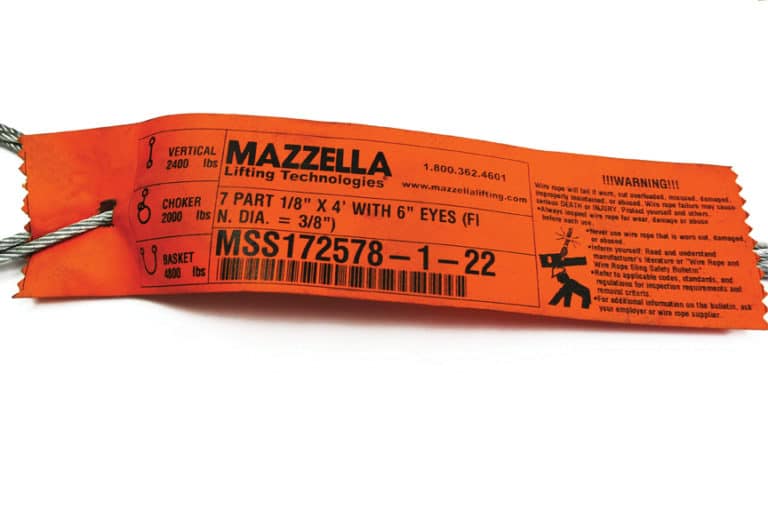 VERTICAL
2400 lbs
CHOKER
2000 lbs
BASKET
4800 lbs
MAZZELLA
Lifting Technologies
1.800.362.4601
www.mazzellalifting.com
7 PART 1/8" X 4' WITH 6" EYES (FI
N. DIA. = 3/8")
MSS172578-1-22
!!!WARNING!!!
Wire rope will fail if worn out, overloaded, misused, damaged,
improperly maintained, or abused. Wire rope failure may cause
serious DEATH or INJURY. Protect yourself and others.
•Always inspect wire rope for wear, damage or abuse
before each use.
•Never use wire rope that is worn out, damaged,
or abused.
•Inform yourself: Read and understand
manufacturer's literature or "Wire Rope and
Wire Rope Sling Safety Bulletin"
•Refer to applicable codes, standards, and
regulations for inspection requirements and
removal criteria.
•For additional information on the bulletin, ask
your employer or wire rope supplier.